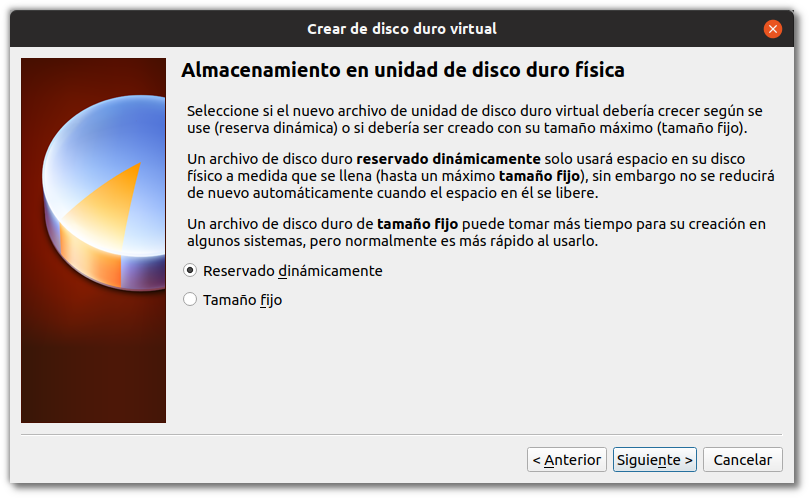 Crear de disco duro virtual
Almacenamiento en unidad de disco duro física
Seleccione si el nuevo archivo de unidad de disco duro virtual debería crecer según se
use (reserva dinámica) o si debería ser creado con su tamaño máximo (tamaño fijo).
Un archivo de disco duro reservado dinámicamente solo usará espacio en su disco
físico a medida que se llena (hasta un máximo tamaño fijo), sin embargo no se reducirá
de nuevo automáticamente cuando el espacio en él se libere.
Un archivo de disco duro de tamaño fijo puede tomar más tiempo para su creación en
algunos sistemas, pero normalmente es más rápido al usarlo.
Reservado dinámicamente
Tamaño fijo
< Anterior
Siguiente >
Cancelar